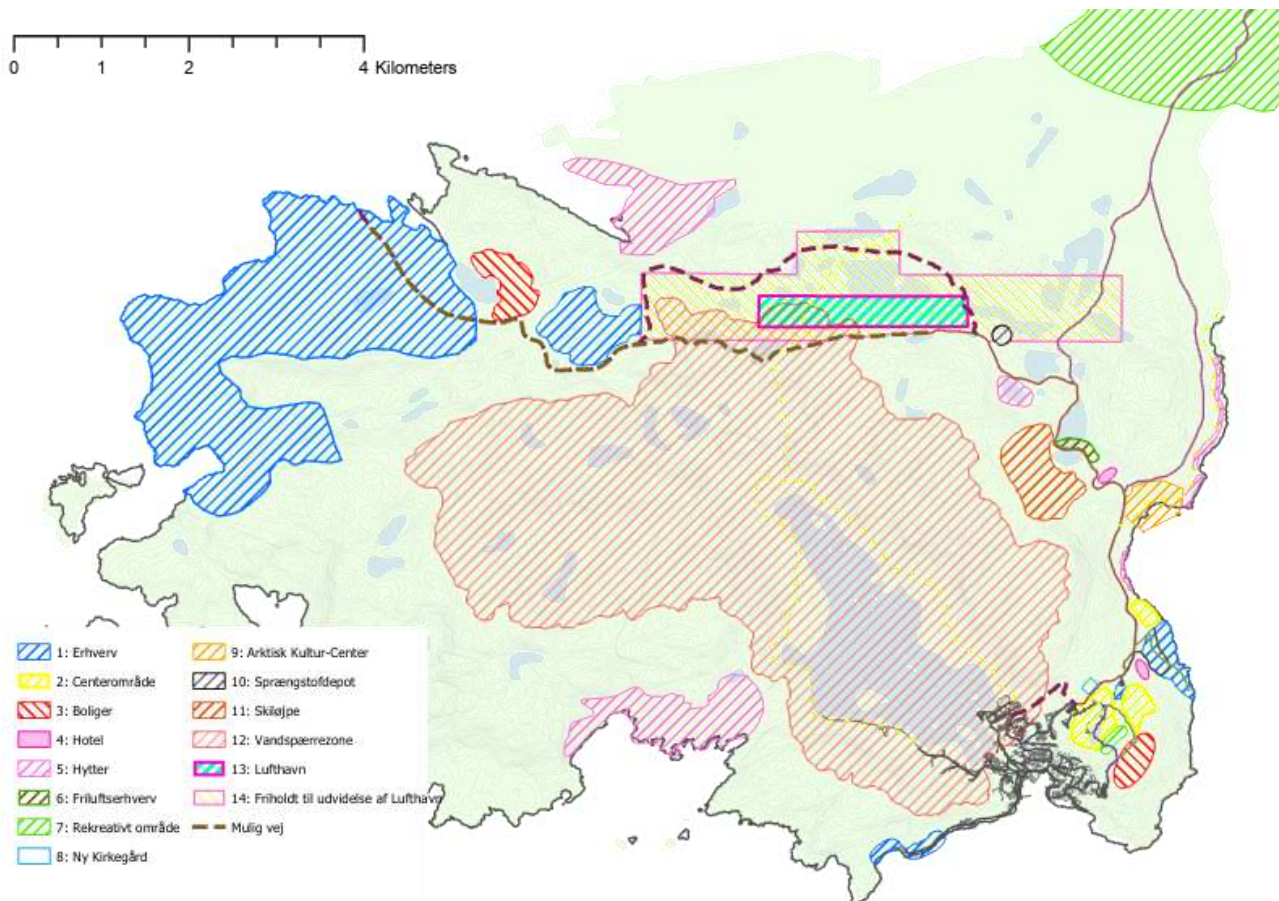 0 1 2 4 Kilometers
1: Erhverv
2: Centerområde
3: Boliger
4: Hotel
5: Hytter
6: Friluftserhverv
7: Rekreativt område
8: Ny Kirkegård
9: Arktisk Kultur-Center
10: Sprængstofdepot
11: Skiløjpe
12: Vandspærrezone
13: Lufthavn
14: Friholdt til udvidelse af Lufthavn
Mulig vej